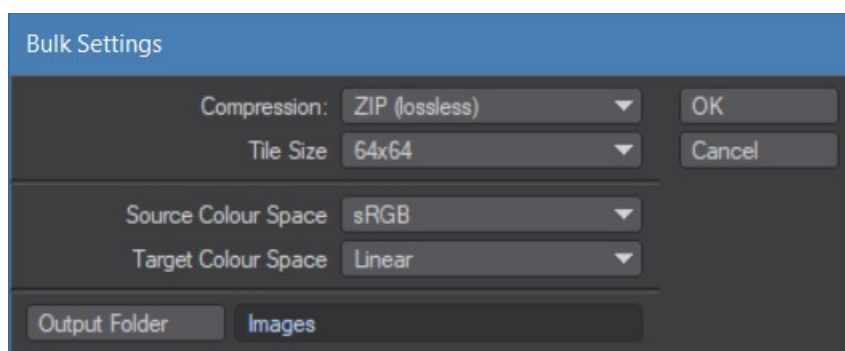 Bulk Settings
Compression: ZIP (lossless) OK
Tile Size 64x64 Cancel
Source Colour Space sRGB
Target Colour Space Linear
Output Folder Images